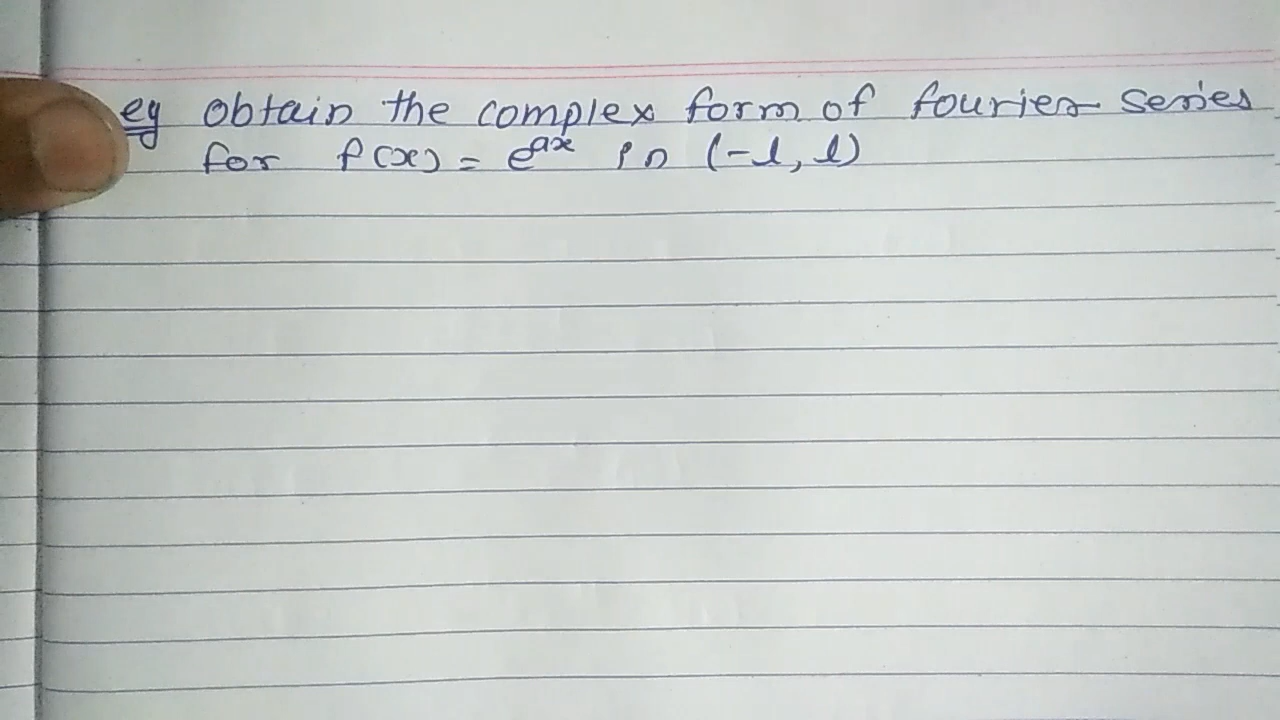 eg obtain the complex form of fourier series
for f(x) = e^{ax} in (-l, l)